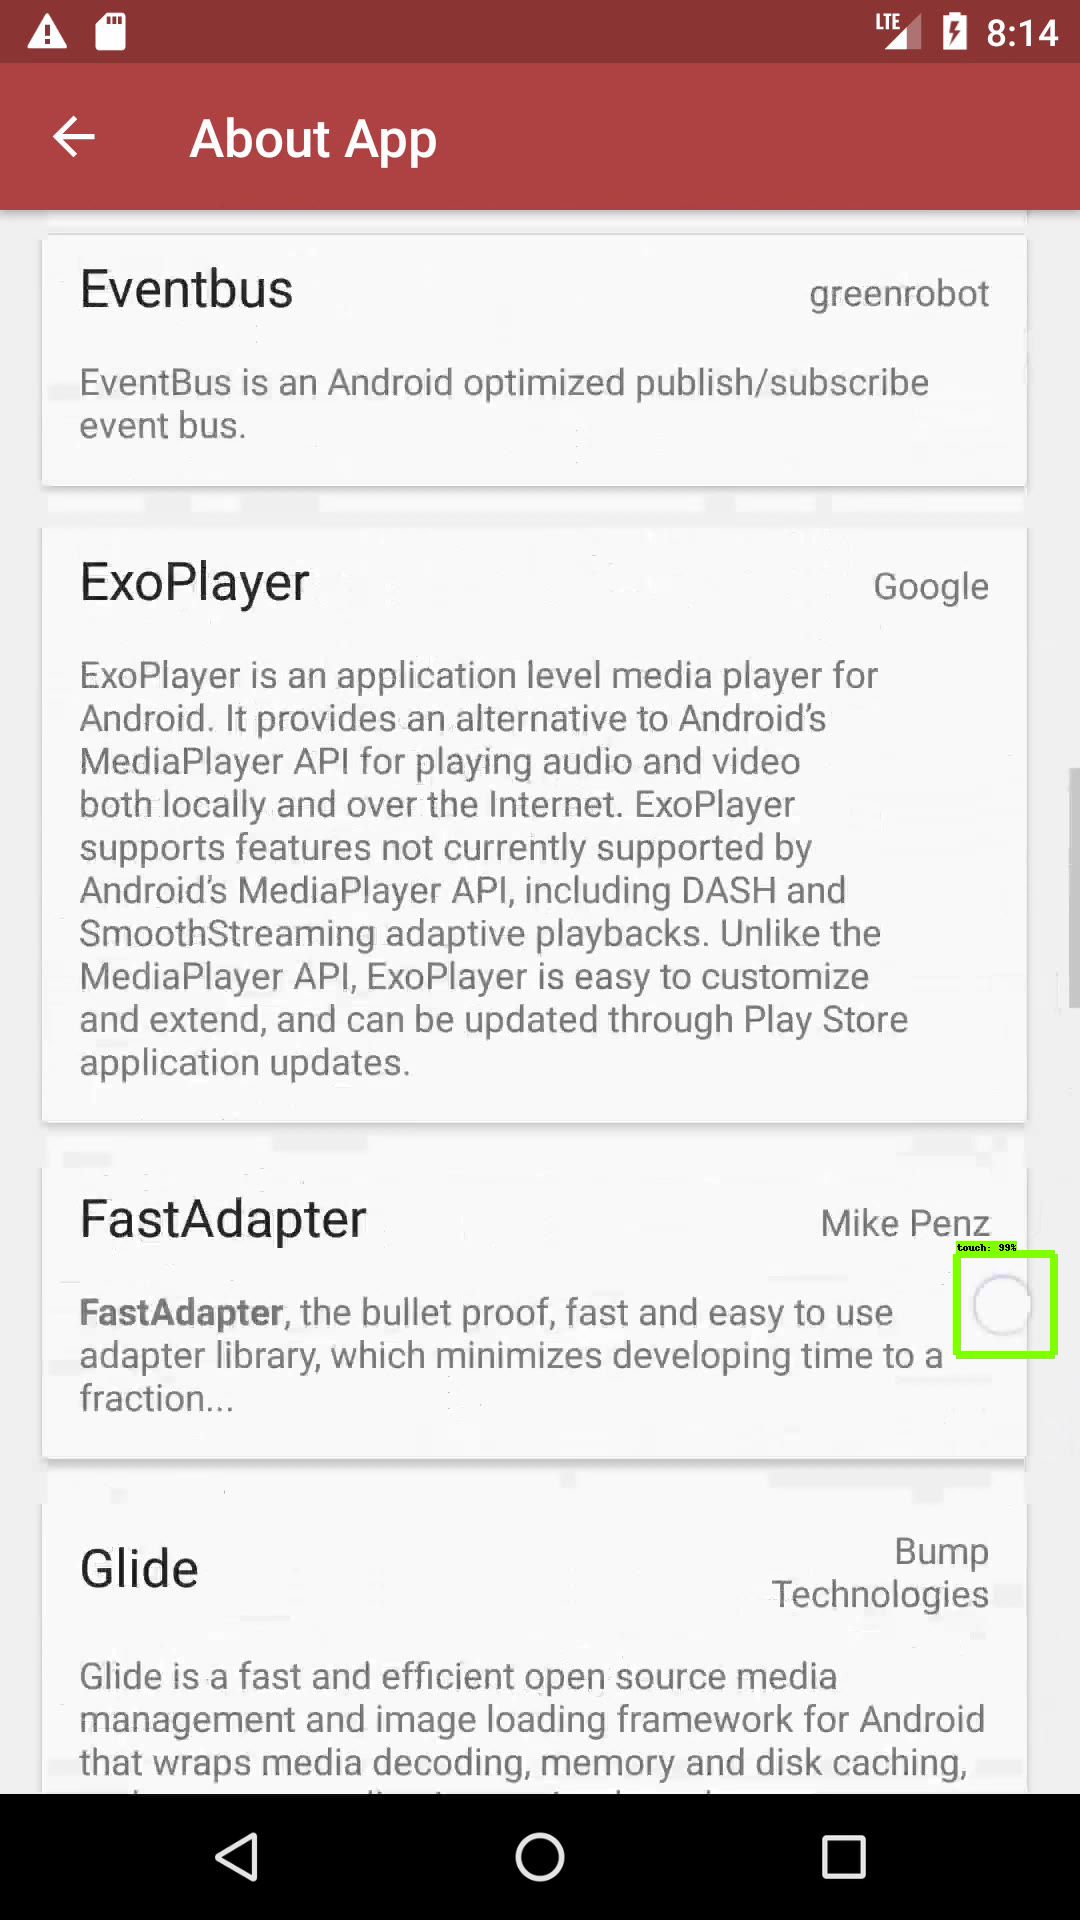 LTE 8:14
About App
Eventbus
greenrobot
EventBus is an Android optimized publish/subscribe
event bus.
ExoPlayer
Google
ExoPlayer is an application level media player for
Android. It provides an alternative to Android’s
MediaPlayer API for playing audio and video
both locally and over the Internet. ExoPlayer
supports features not currently supported by
Android’s MediaPlayer API, including DASH and
SmoothStreaming adaptive playbacks. Unlike the
MediaPlayer API, ExoPlayer is easy to customize
and extend, and can be updated through Play Store
application updates.
FastAdapter
Mike Penz
touch: 99%
FastAdapter, the bullet proof, fast and easy to use
adapter library, which minimizes developing time to a
fraction...
Glide
Bump
Technologies
Glide is a fast and efficient open source media
management and image loading framework for Android
that wraps media decoding, memory and disk caching,